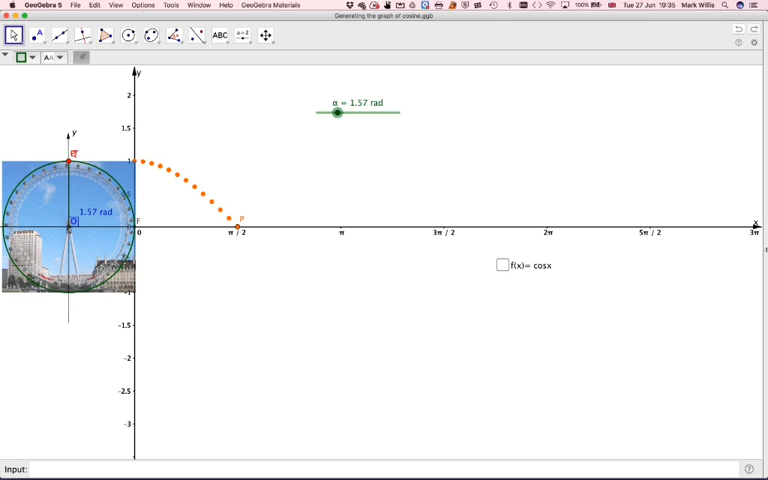 GeoGebra 5 File Edit View Options Tools Window Help GeoGebra Materials 100% Tue 27 Jun 19:35 Mark Willis
Generating the graph of cosine.ggb
A ABC a=2
AA
y
2
α = 1.57 rad
1.5
y
1
0.5
1.57 rad
O
F
P
x
0
π / 2
π
3π / 2
2π
5π / 2
3π
f(x)= cosx
-1
-1.5
-2
-2.5
-3
Input: